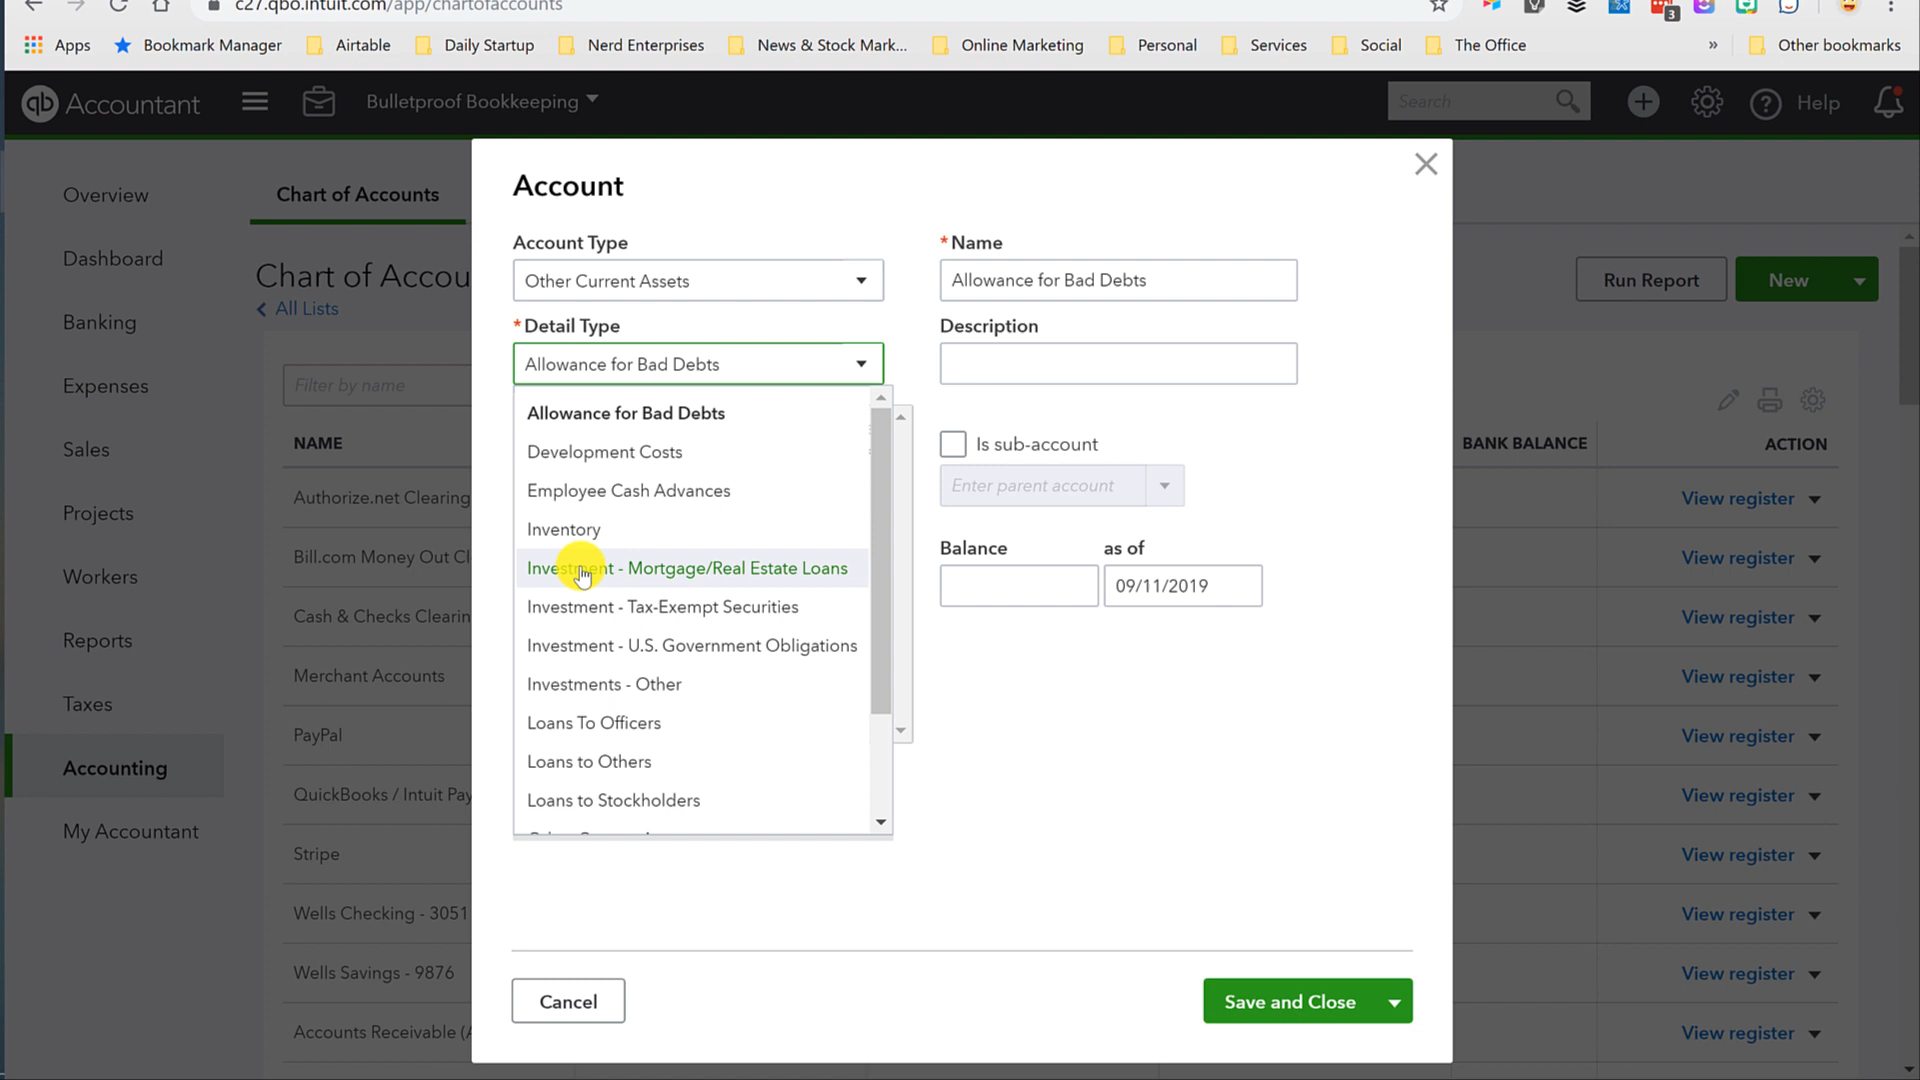 c27.qbo.intuit.com/app/chartofaccounts
3
Apps Bookmark Manager Airtable Daily Startup Nerd Enterprises News & Stock Mark... Online Marketing Personal Services Social The Office » Other bookmarks
qb Accountant Bulletproof Bookkeeping Search Help
Overview
Dashboard
Banking
Expenses
Sales
Projects
Workers
Reports
Taxes
Accounting
My Accountant
Chart of Accounts
Chart of Accou
All Lists
Run Report New
Filter by name
NAME BANK BALANCE ACTION
Authorize.net Clearing View register
Bill.com Money Out Cl View register
Cash & Checks Clearin View register
Merchant Accounts View register
PayPal View register
QuickBooks / Intuit Pay View register
Stripe View register
Wells Checking - 3051 View register
Wells Savings - 9876 View register
Accounts Receivable (A View register
Account
Account Type
Other Current Assets
* Detail Type
Allowance for Bad Debts
Allowance for Bad Debts
Development Costs
Employee Cash Advances
Inventory
Investment - Mortgage/Real Estate Loans
Investment - Tax-Exempt Securities
Investment - U.S. Government Obligations
Investments - Other
Loans To Officers
Loans to Others
Loans to Stockholders
* Name
Allowance for Bad Debts
Description
Is sub-account
Enter parent account
Balance as of
09/11/2019
Cancel Save and Close